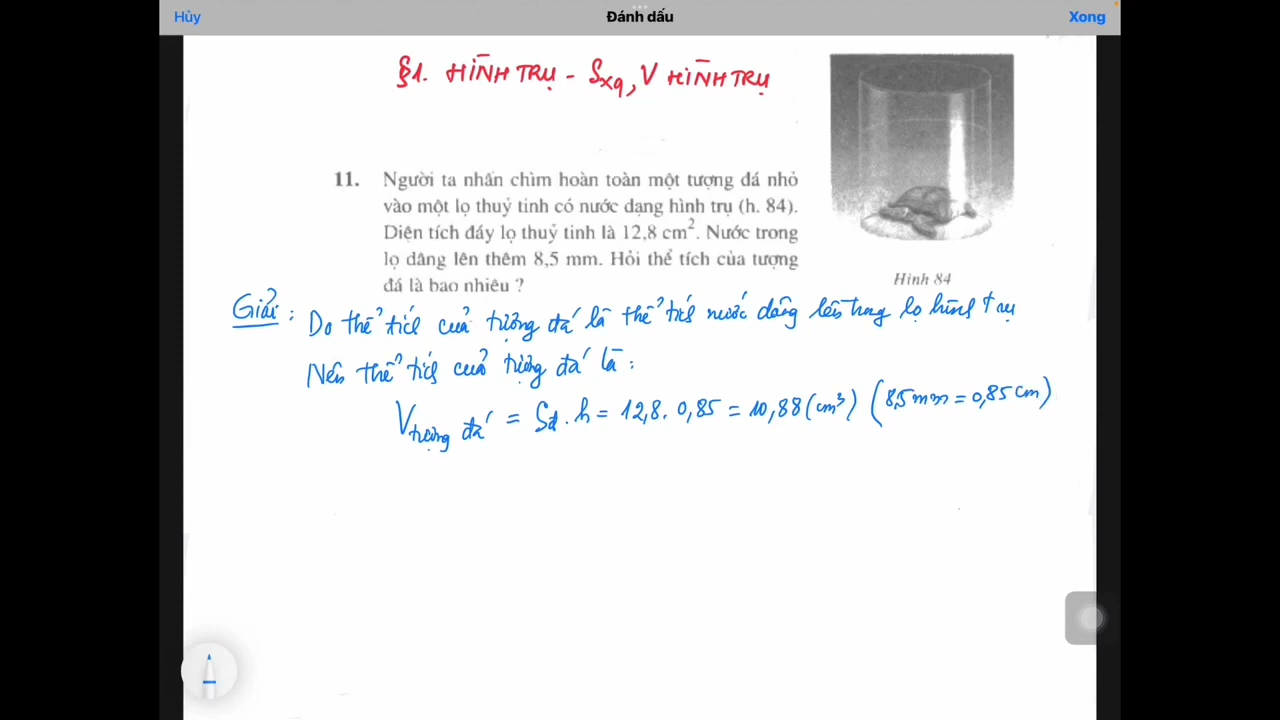 Hủy
Đánh dấu
Xong
§1. HÌNH TRỤ - Sxq, V HÌNH TRỤ
11. Người ta nhấn chìm hoàn toàn một tượng đá nhỏ
vào một lọ thuỷ tinh có nước dạng hình trụ (h. 84).
Diện tích đáy lọ thuỷ tinh là 12,8 cm². Nước trong
lọ dâng lên thêm 8,5 mm. Hỏi thể tích của tượng
đá là bao nhiêu ?
Hình 84
Giải: Do thể tích của tượng đá là thể tích nước dâng lên trong lọ hình trụ
Nên thể tích của tượng đá là:
Vtượng đá = Sđ . h = 12,8 . 0,85 = 10,88 (cm³) (8,5mm = 0,85 cm)